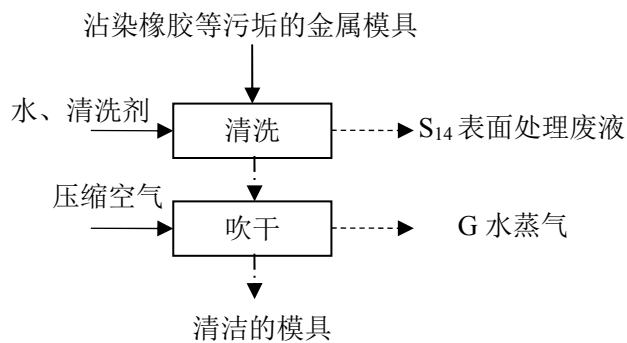 沾染橡胶等污垢的金属模具
水、清洗剂
清洗
S₁₄表面处理废液
压缩空气
吹干
G 水蒸气
清洁的模具